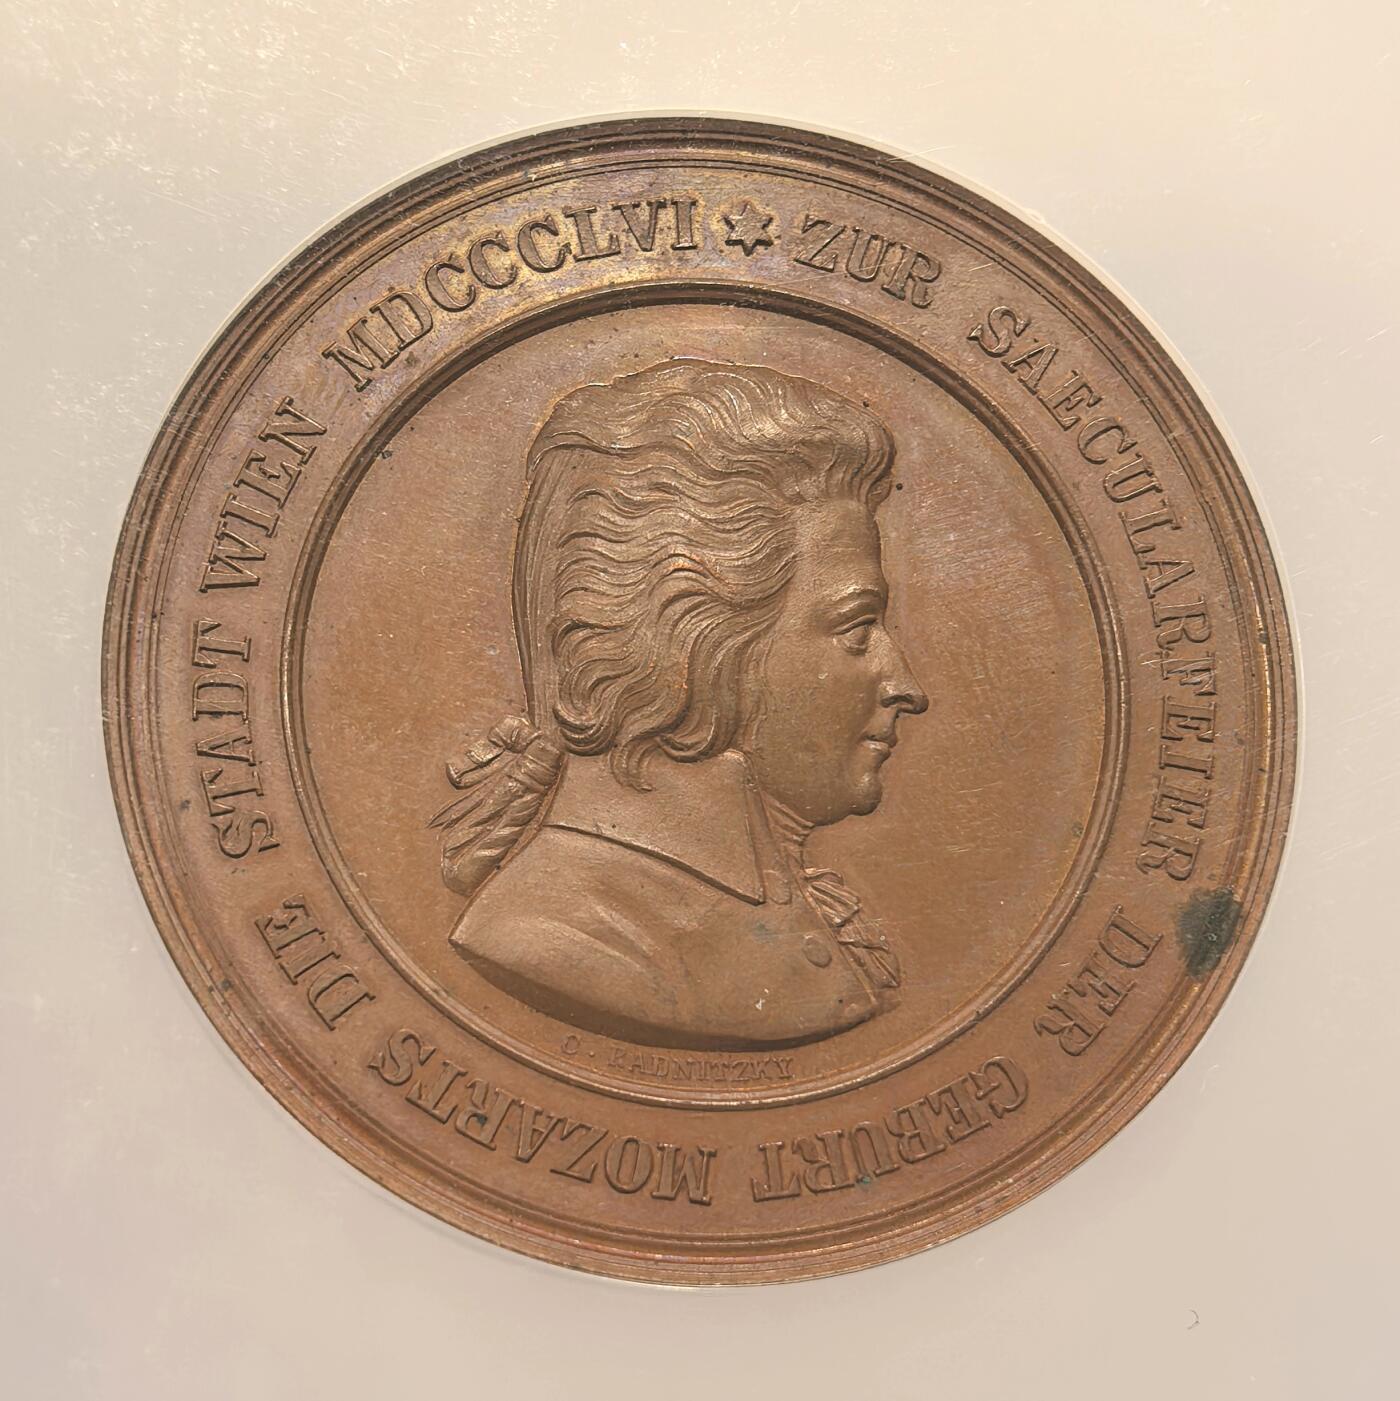 ZUR SAECULARFEIER DER GEBURT MOZARTS DIE STADT WIEN MDCCCLVI
C. RADNITZKY